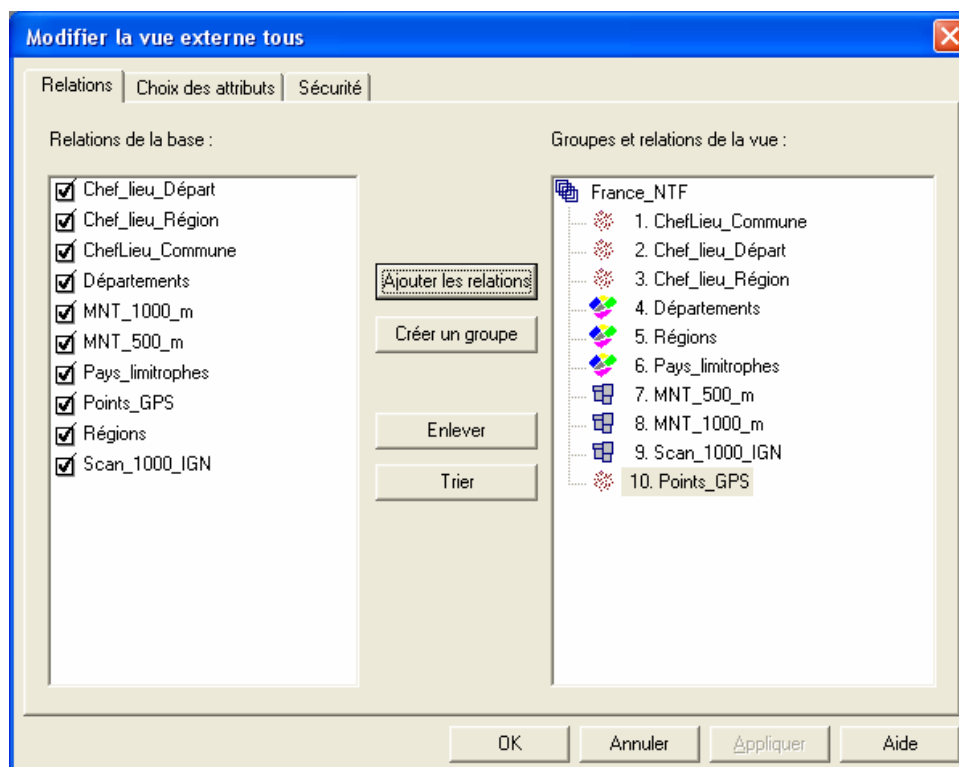 Modifier la vue externe tous
Relations
Choix des attributs
Sécurité
Relations de la base :
Chef_lieu_Départ
Chef_lieu_Région
ChefLieu_Commune
Départements
MNT_1000_m
MNT_500_m
Pays_limitrophes
Points_GPS
Régions
Scan_1000_IGN
Ajouter les relations
Créer un groupe
Enlever
Trier
Groupes et relations de la vue :
France_NTF
1. ChefLieu_Commune
2. Chef_lieu_Départ
3. Chef_lieu_Région
4. Départements
5. Régions
6. Pays_limitrophes
7. MNT_500_m
8. MNT_1000_m
9. Scan_1000_IGN
10. Points_GPS
OK
Annuler
Appliquer
Aide